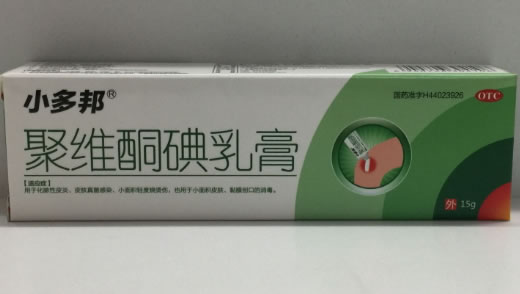 小多邦®
国药准字H44023926
OTC
聚维酮碘乳膏
【适应症】
用于化脓性皮炎、皮肤真菌感染、小面积轻度烧烫伤，也用于小面积皮肤、黏膜创口的消毒。
外 15g